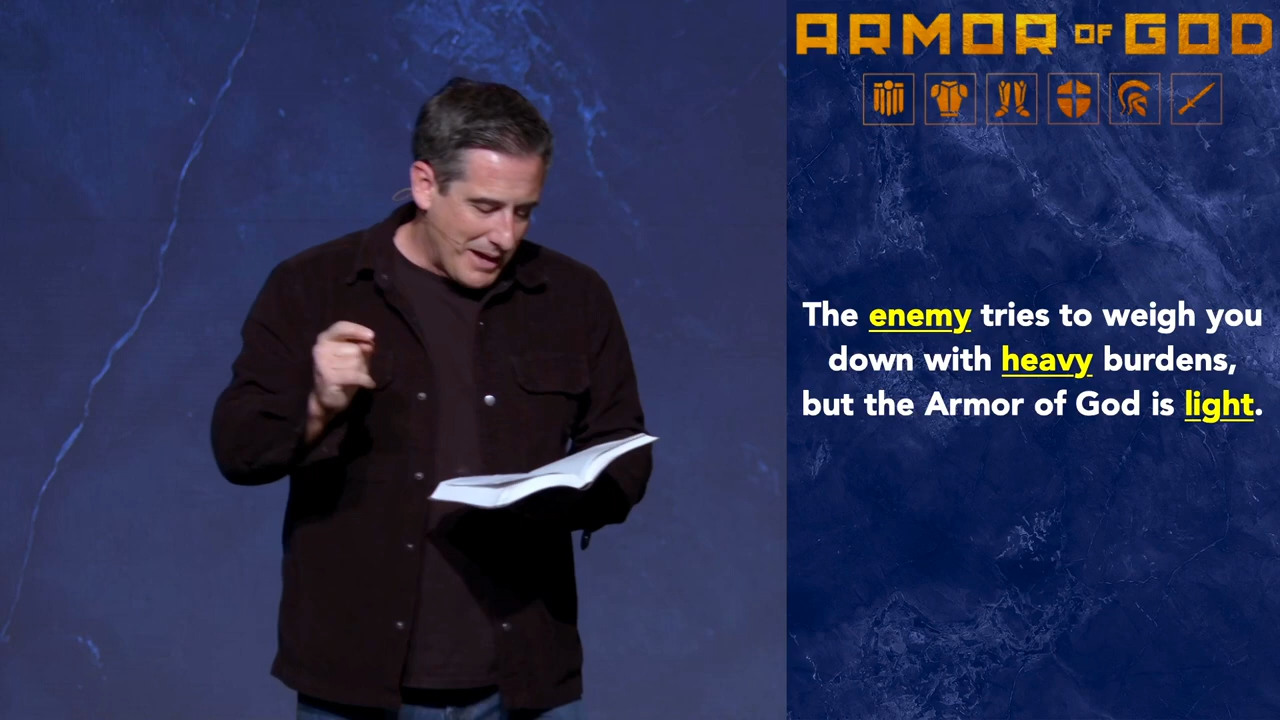 ARMOR OF GOD
The enemy tries to weigh you
down with heavy burdens,
but the Armor of God is light.